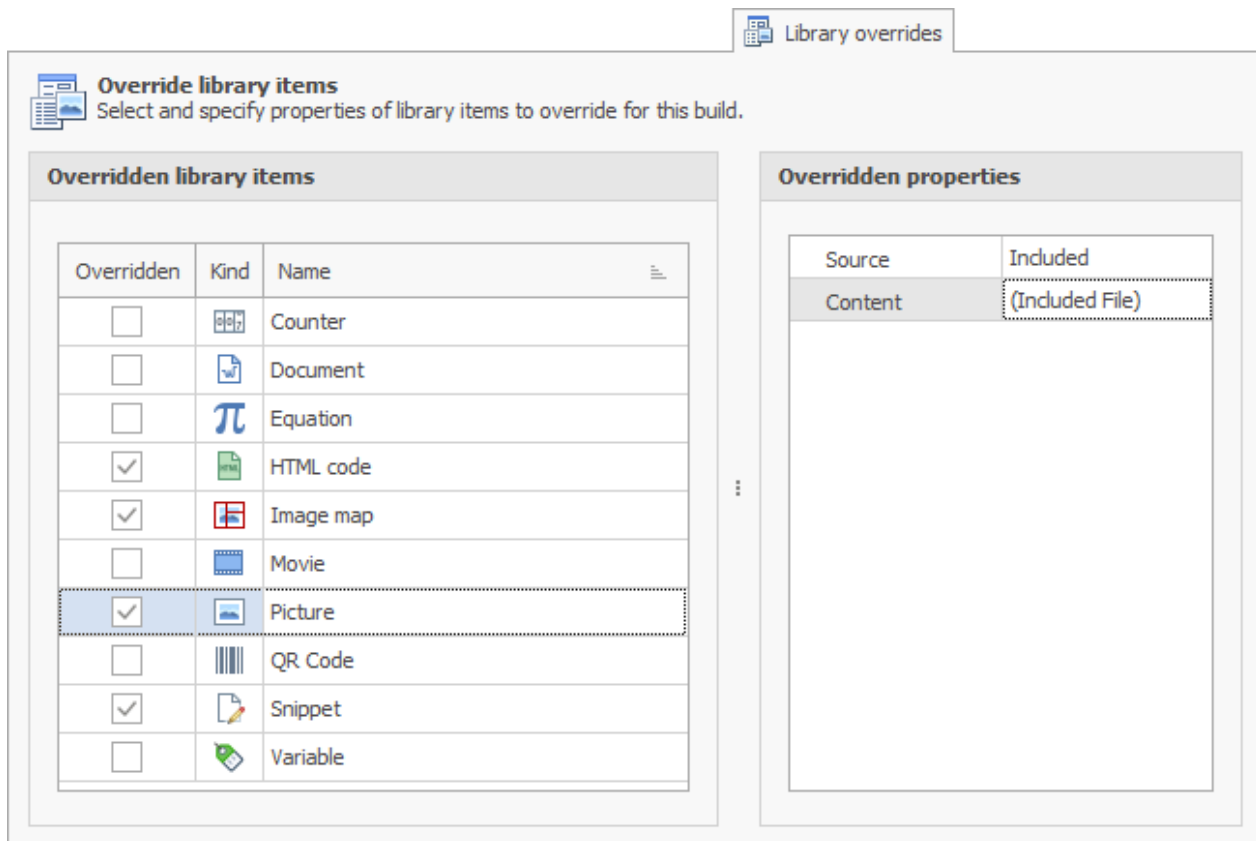 Library overrides
Override library items
Select and specify properties of library items to override for this build.
Overridden library items
Overridden Kind Name
Counter
Document
Equation
HTML code
Image map
Movie
Picture
QR Code
Snippet
Variable
Overridden properties
Source Included
Content (Included File)